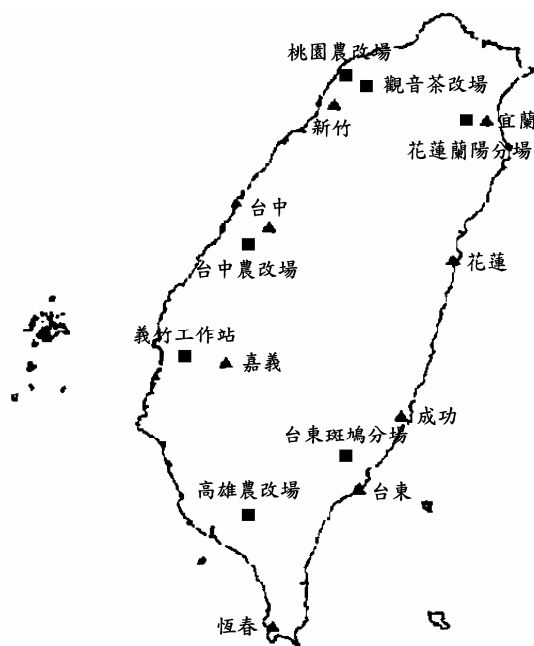 桃園農改場
觀音茶改場
新竹
宜蘭
花蓮蘭陽分場
台中
台中農改場
花蓮
義竹工作站
嘉義
成功
台東斑鳩分場
高雄農改場
台東
恆春